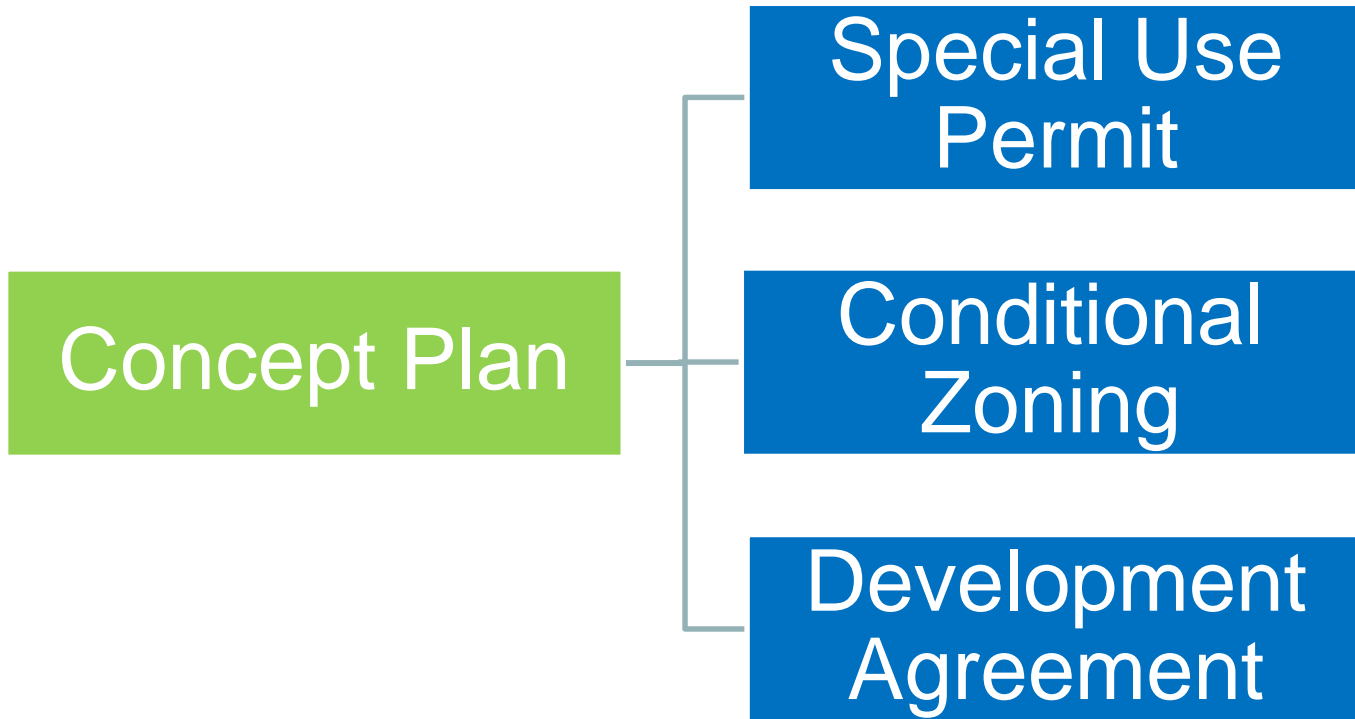 Concept Plan
Special Use
Permit
Conditional
Zoning
Development
Agreement